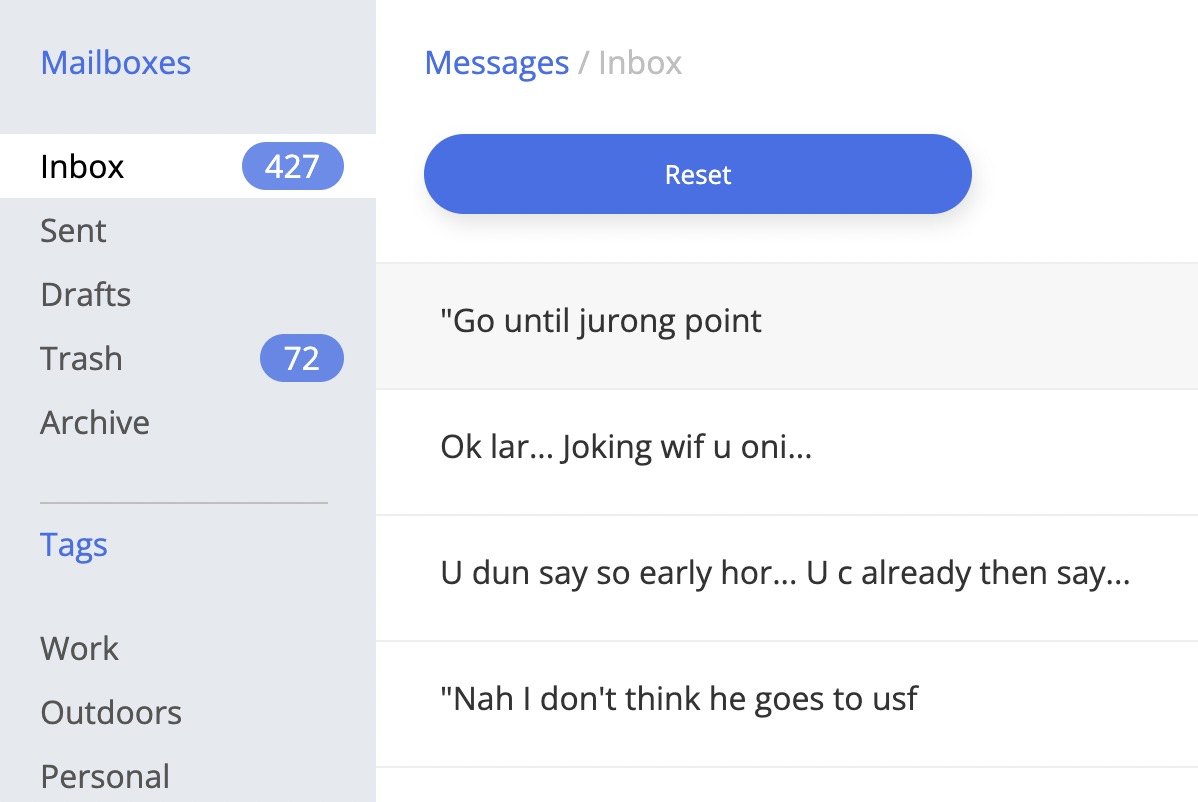 Mailboxes
Inbox 427
Sent
Drafts
Trash 72
Archive
Tags
Work
Outdoors
Personal
Messages / Inbox
Reset
"Go until jurong point
Ok lar... Joking wif u oni...
U dun say so early hor... U c already then say...
"Nah I don't think he goes to usf